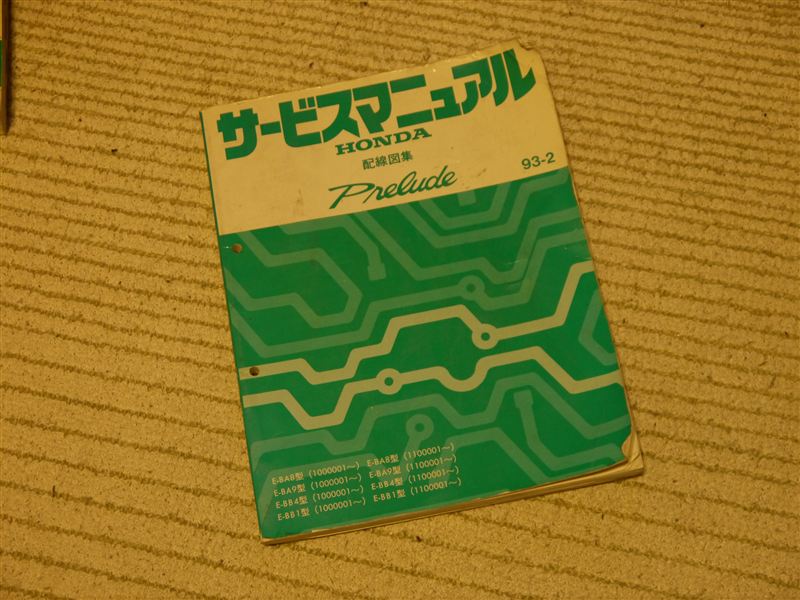 サービスマニュアル
HONDA
配線図集
93-2
Prelude
E-BA8型 (1000001～) E-BA8型 (1100001～)
E-BA9型 (1000001～) E-BA9型 (1100001～)
E-BB4型 (1000001～) E-BB4型 (1100001～)
E-BB1型 (1000001～) E-BB1型 (1100001～)